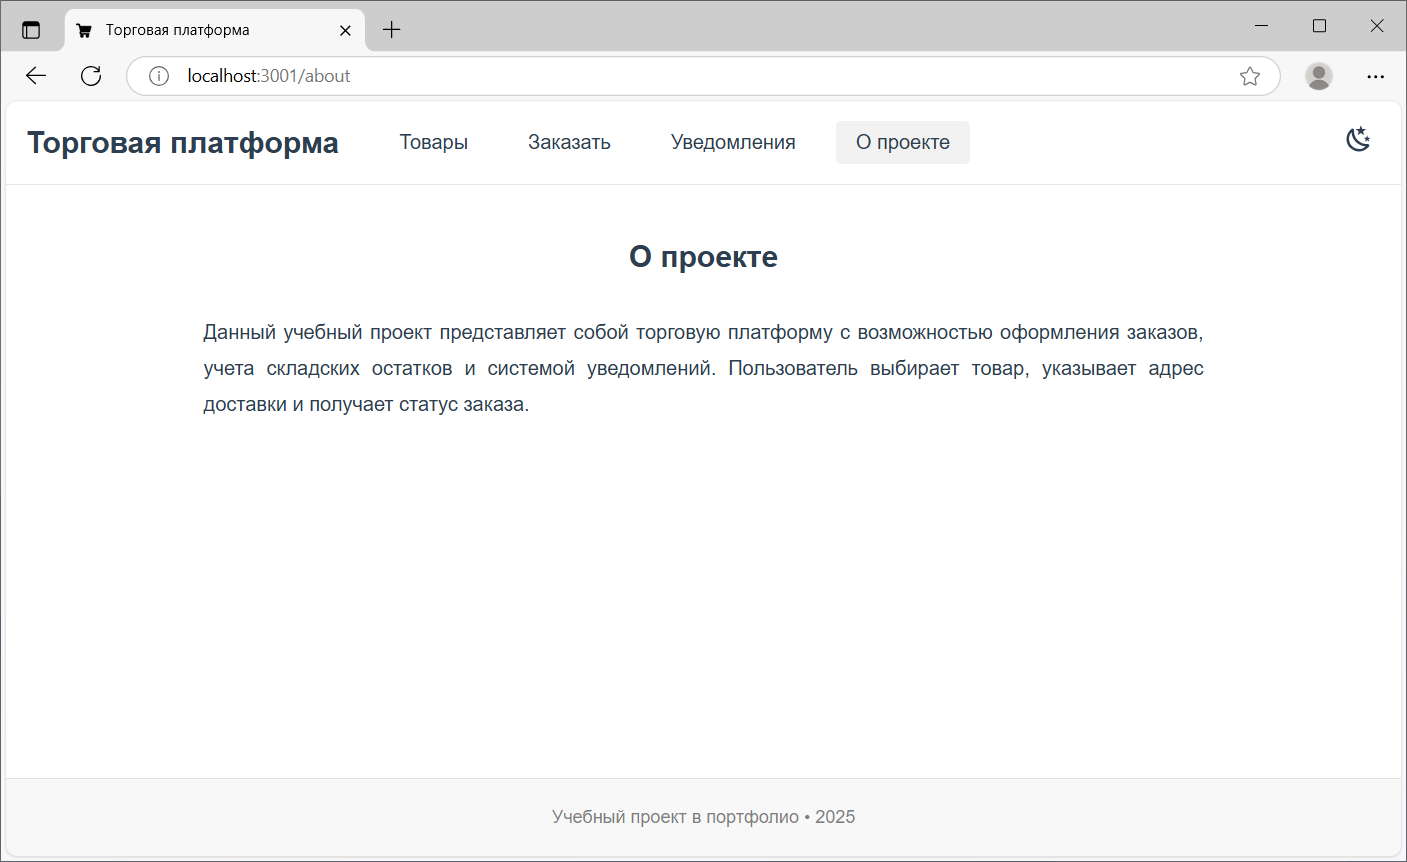 Торговая платформа
localhost:3001/about
Торговая платформа
Товары
Заказать
Уведомления
О проекте
О проекте
Данный учебный проект представляет собой торговую платформу с возможностью оформления заказов,
учета складских остатков и системой уведомлений. Пользователь выбирает товар, указывает адрес
доставки и получает статус заказа.
Учебный проект в портфолио • 2025